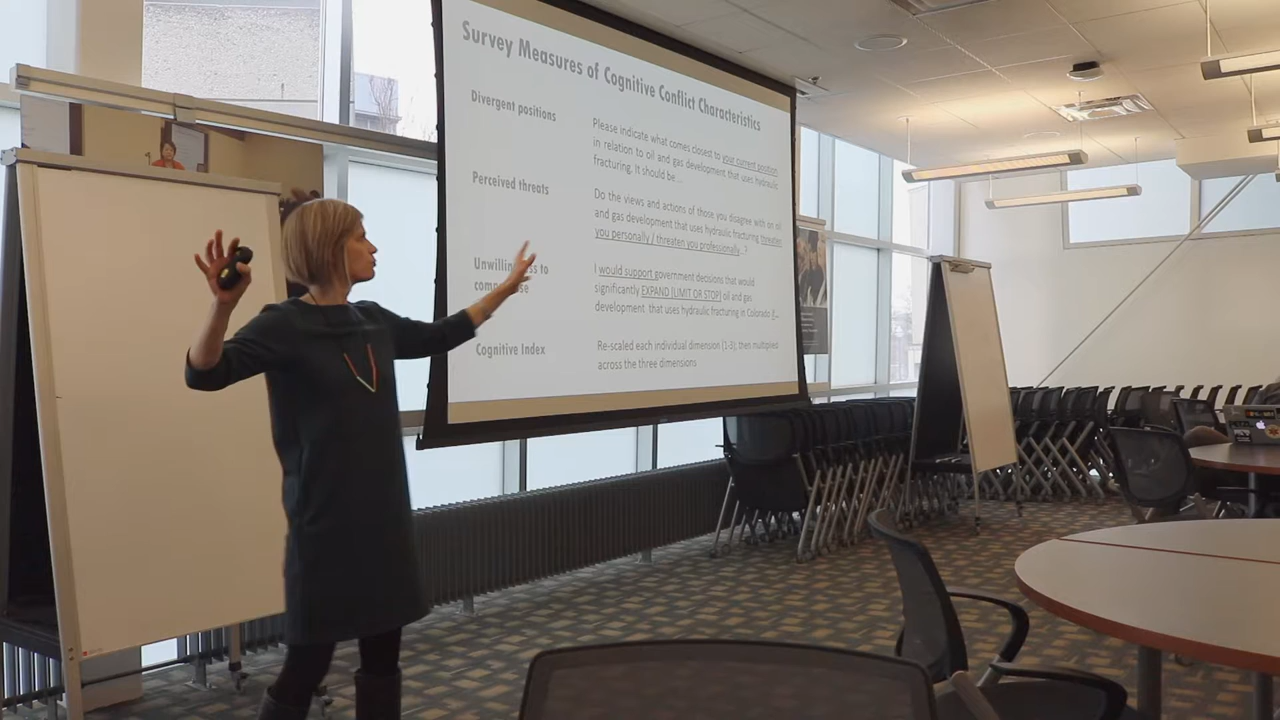 Survey Measures of Cognitive Conflict Characteristics
Divergent positions
Please indicate what comes closest to your current position
in relation to oil and gas development that uses hydraulic
fracturing. It should be...
Perceived threats
Do the views and actions of those you disagree with on oil
and gas development that uses hydraulic fracturing threaten
you personally / threaten you professionally...?
Unwillin ss to
comp se
I would support government decisions that would
significantly EXPAND [LIMIT OR STOP] oil and gas
development that uses hydraulic fracturing in Colorado if...
Cognitive Index
Re-scaled each individual dimension (1-3); then multiplied
across the three dimensions